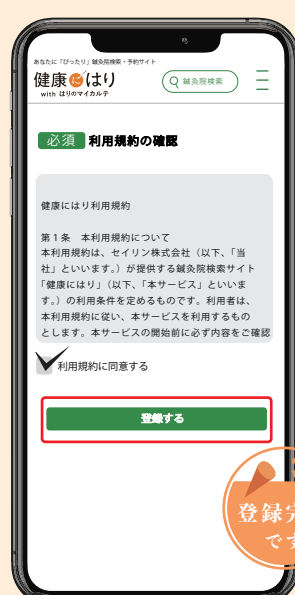 あなたに「ぴったり」鍼灸院検索・予約サイト
健康にはり
with はりのマイカルテ
鍼灸院検索
必須 利用規約の確認
健康にはり利用規約
第1条 本利用規約について
本利用規約は、セイリン株式会社（以下、「当
社」といいます。）が提供する鍼灸院検索サイト
「健康にはり」（以下、「本サービス」といいま
す。）の利用条件を定めるものです。利用者は、
本利用規約に従い、本サービスを利用するもの
とします。本サービスの開始前に必ず内容をご確認
利用規約に同意する
登録する
登録完
です